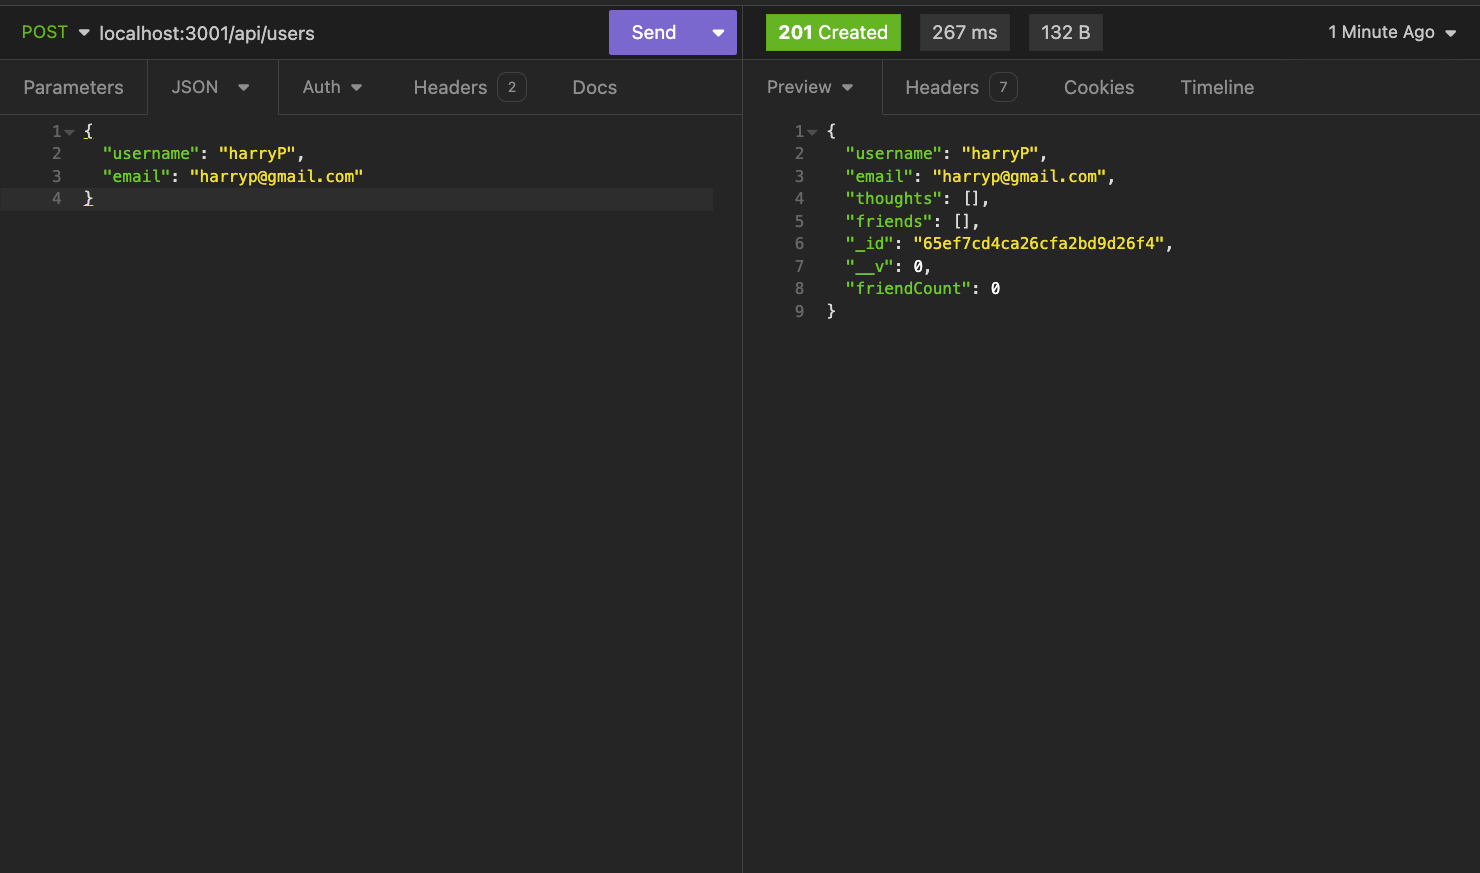 POST localhost:3001/api/users Send
201 Created 267 ms 132 B 1 Minute Ago
Parameters JSON Auth Headers 2 Docs
Preview Headers 7 Cookies Timeline
1 {
2 "username": "harryP",
3 "email": "harryp@gmail.com"
4 }
1 {
2 "username": "harryP",
3 "email": "harryp@gmail.com",
4 "thoughts": [],
5 "friends": [],
6 "_id": "65ef7cd4ca26cfa2bd9d26f4",
7 "__v": 0,
8 "friendCount": 0
9 }